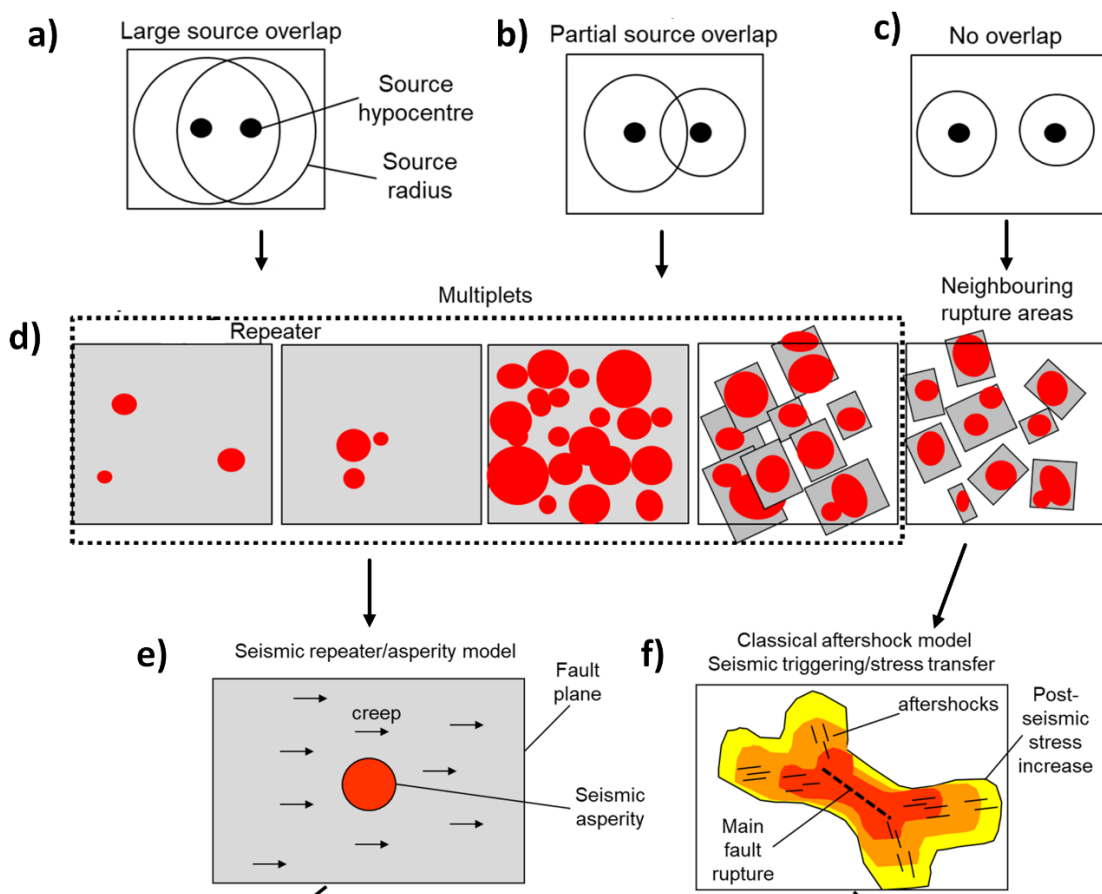 a)
Large source overlap
Source
hypocentre
Source
radius
b)
Partial source overlap
c)
No overlap
d)
Multiplets
Repeater
Neighbouring
rupture areas
e)
Seismic repeater/asperity model
creep
Fault
plane
Seismic
asperity
f)
Classical aftershock model
Seismic triggering/stress transfer
aftershocks
Post-
seismic
stress
increase
Main
fault
rupture